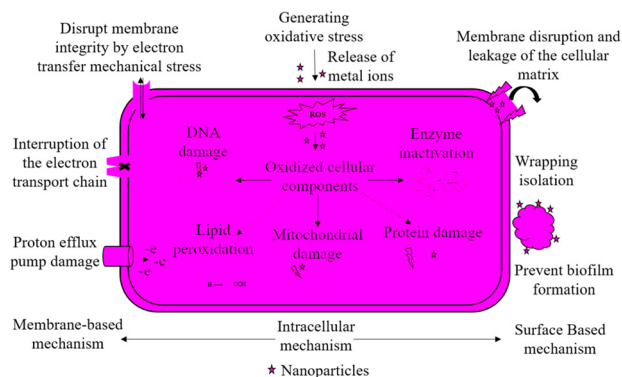 Disrupt membrane
integrity by electron
transfer mechanical stress
Generating
oxidative stress
Release of
metal ions
Membrane disruption and
leakage of the cellular
matrix
ROS
DNA
damage
Enzyme
inactivation
Interruption of
the electron
transport chain
Oxidized cellular
components
Wrapping
isolation
Lipid
peroxidation
Mitochondrial
damage
Protein damage
Proton efflux
pump damage
-e
-e
-e
H
OOH
Prevent biofilm
formation
Membrane-based
mechanism
Intracellular
mechanism
Surface Based
mechanism
Nanoparticles